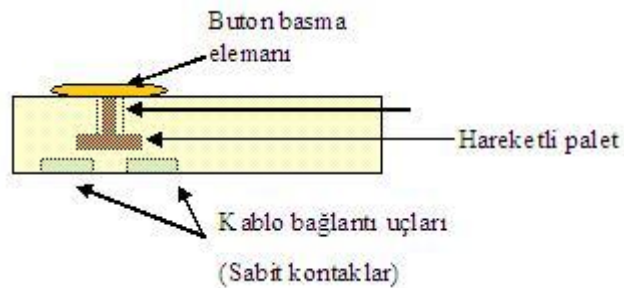 Buton basma
elemanı
Hareketli palet
Kablo bağlantı uçları
(Sabit kontaklar)